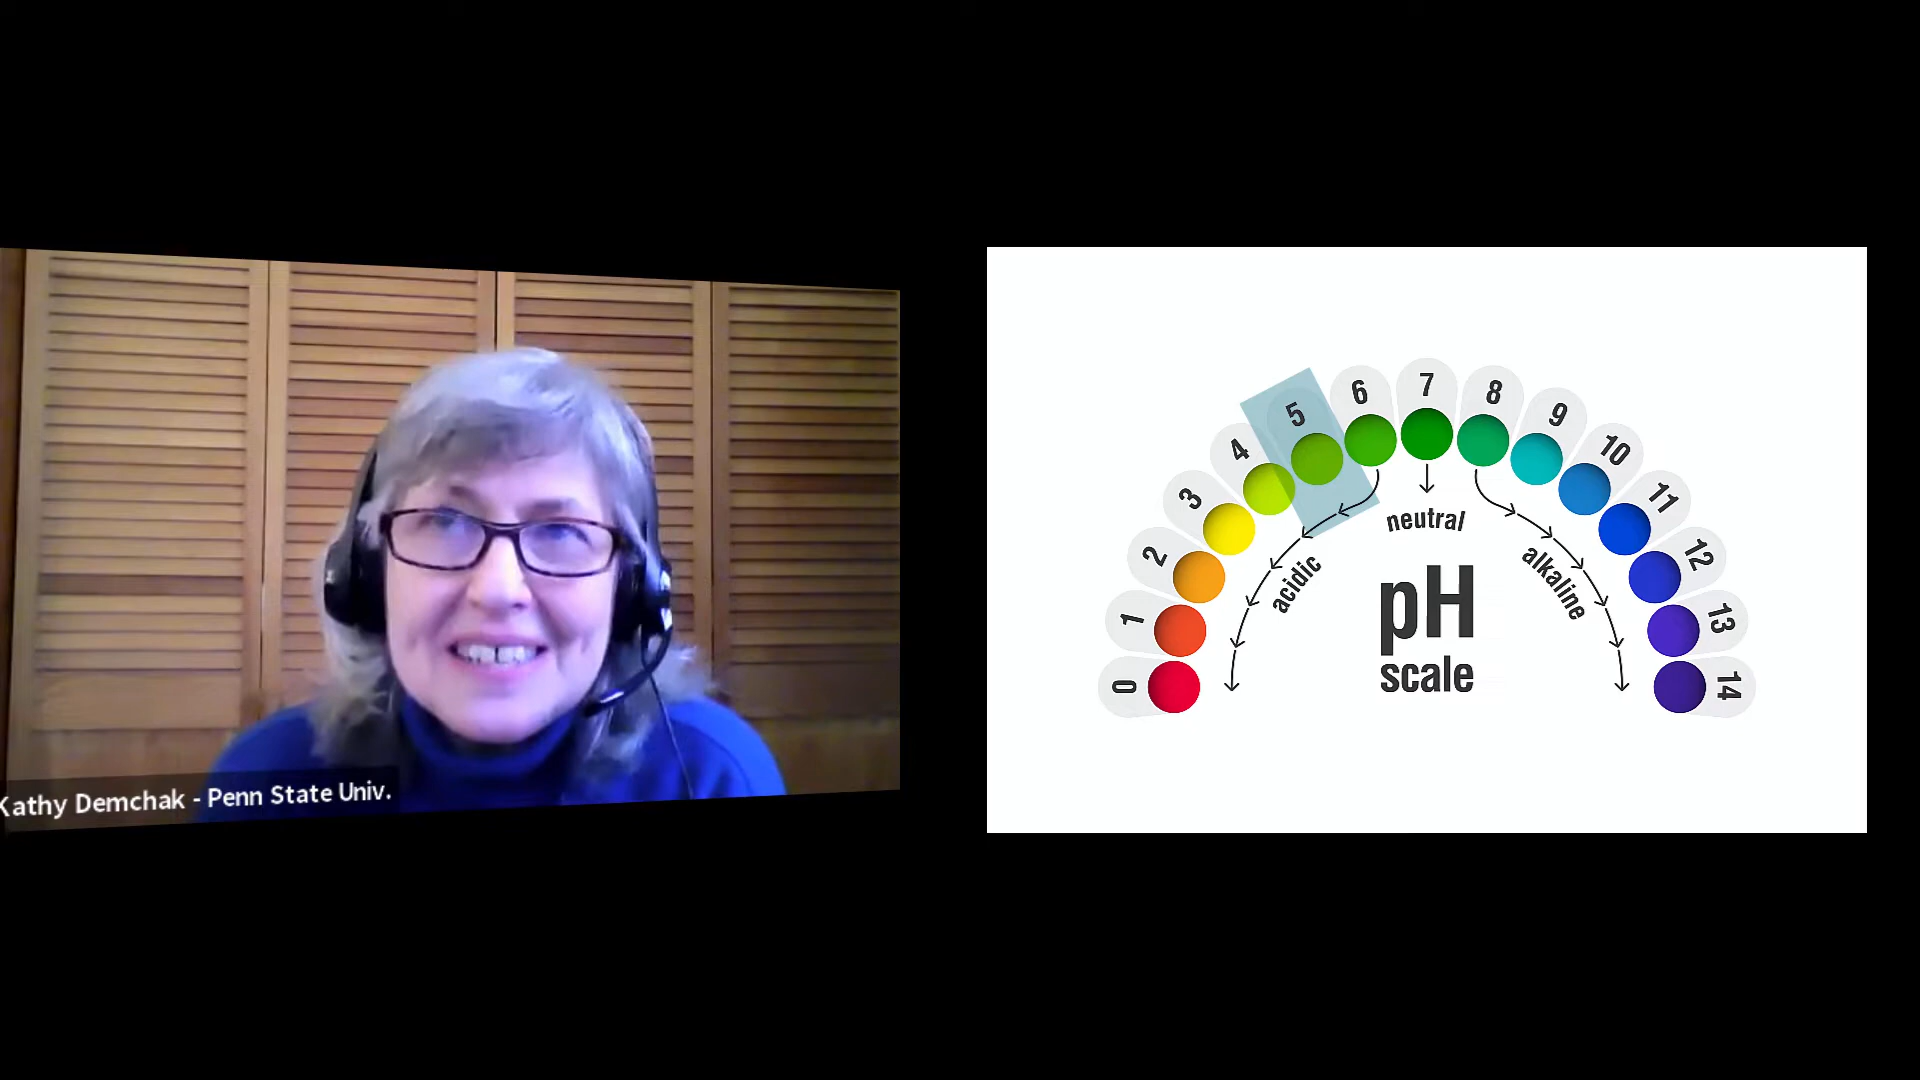 Kathy Demchak - Penn State Univ.
0
1
2
3
4
5
6
7
8
9
10
11
12
13
14
acidic
neutral
alkaline
pH
scale